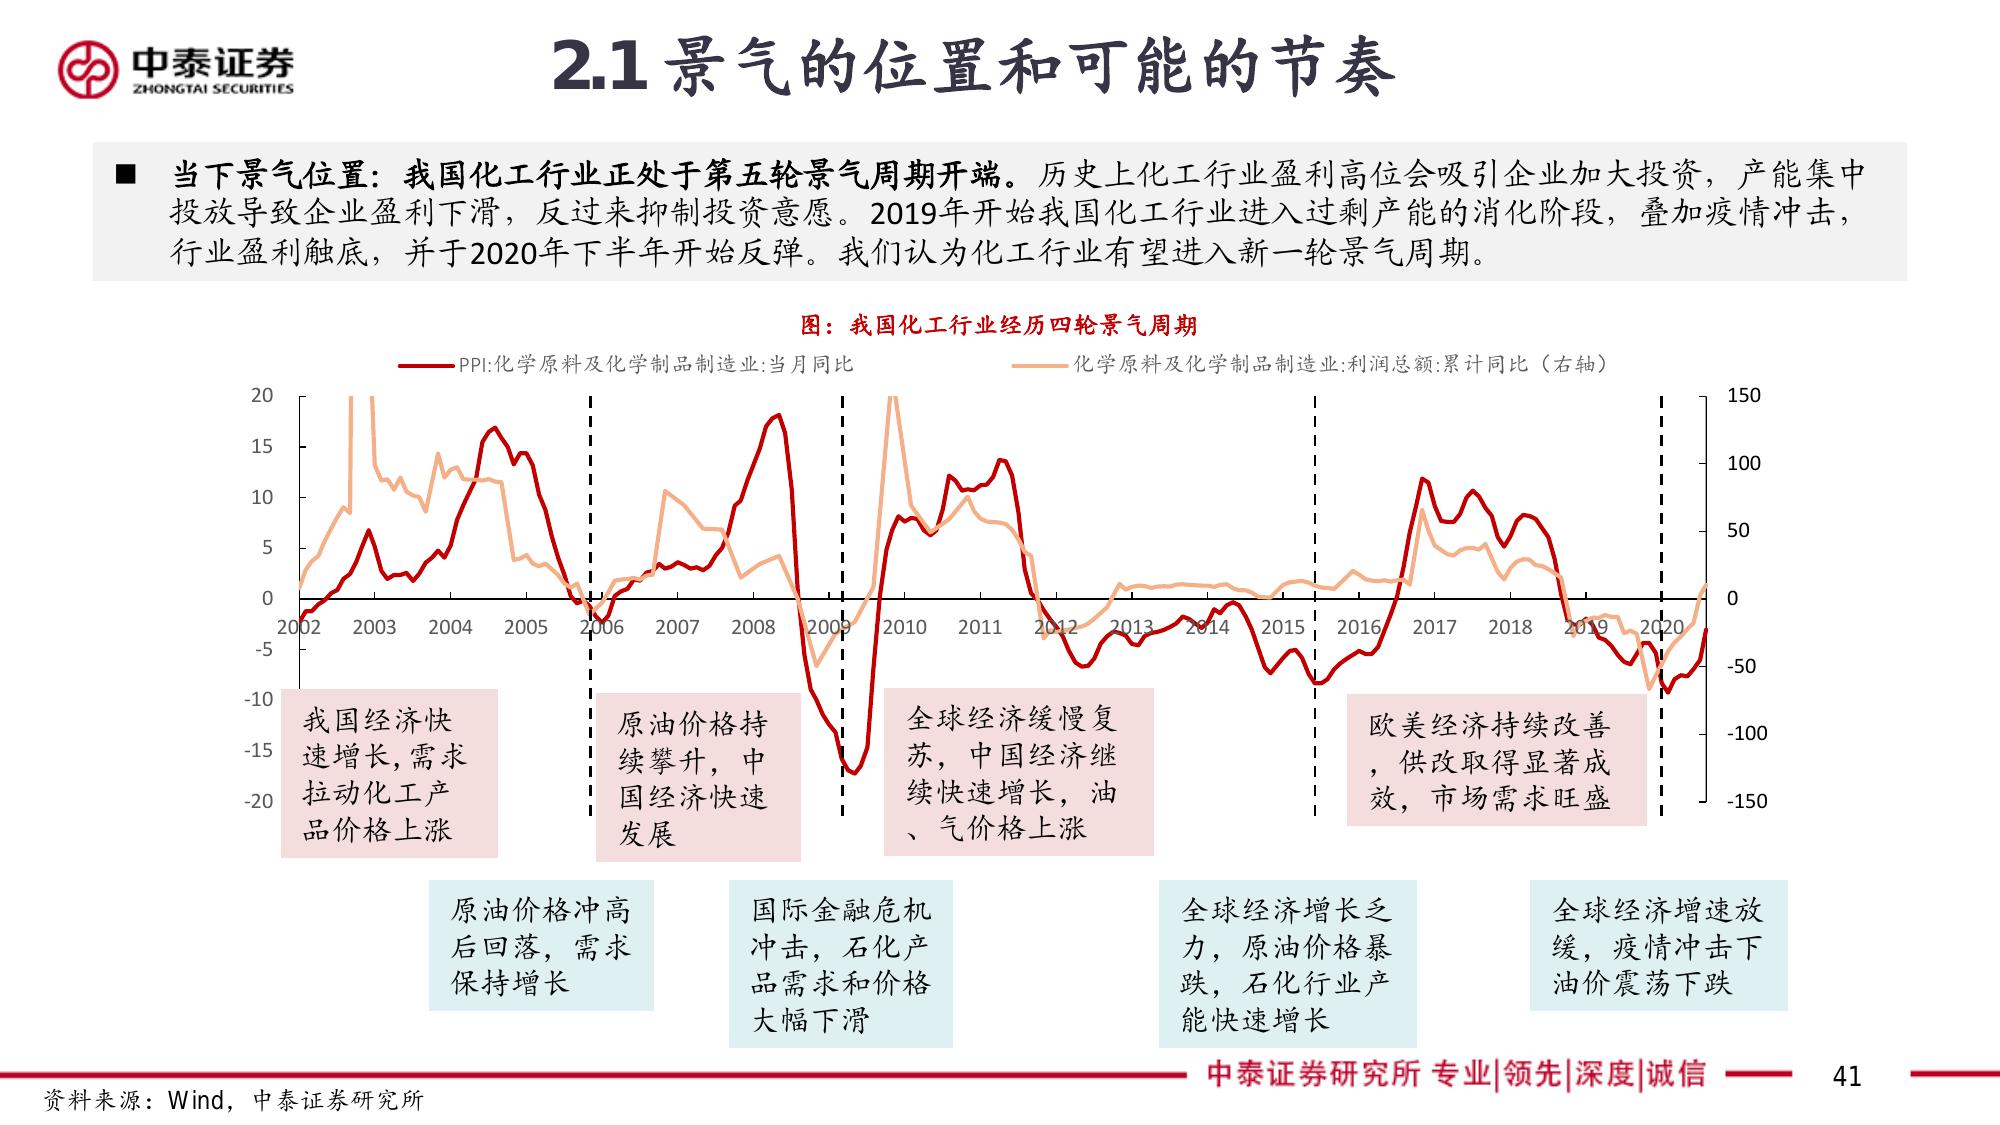 中泰证券
ZHONGTAI SECURITIES
2.1 景气的位置和可能的节奏
■ 当下景气位置：我国化工行业正处于第五轮景气周期开端。历史上化工行业盈利高位会吸引企业加大投资，产能集中
投放导致企业盈利下滑，反过来抑制投资意愿。2019年开始我国化工行业进入过剩产能的消化阶段，叠加疫情冲击，
行业盈利触底，并于2020年下半年开始反弹。我们认为化工行业有望进入新一轮景气周期。
图：我国化工行业经历四轮景气周期
PPI:化学原料及化学制品制造业:当月同比
化学原料及化学制品制造业:利润总额:累计同比（右轴）
20
15
10
5
0
-5
-10
-15
-20
150
100
50
0
-50
-100
-150
2002 2003 2004 2005 2006 2007 2008 2009 2010 2011 2012 2013 2014 2015 2016 2017 2018 2019 2020
我国经济快
速增长,需求
拉动化工产
品价格上涨
原油价格持
续攀升，中
国经济快速
发展
全球经济缓慢复
苏，中国经济继
续快速增长，油
、气价格上涨
欧美经济持续改善
，供改取得显著成
效，市场需求旺盛
原油价格冲高
后回落，需求
保持增长
国际金融危机
冲击，石化产
品需求和价格
大幅下滑
全球经济增长乏
力，原油价格暴
跌，石化行业产
能快速增长
全球经济增速放
缓，疫情冲击下
油价震荡下跌
中泰证券研究所 专业|领先|深度|诚信
41
资料来源：Wind，中泰证券研究所